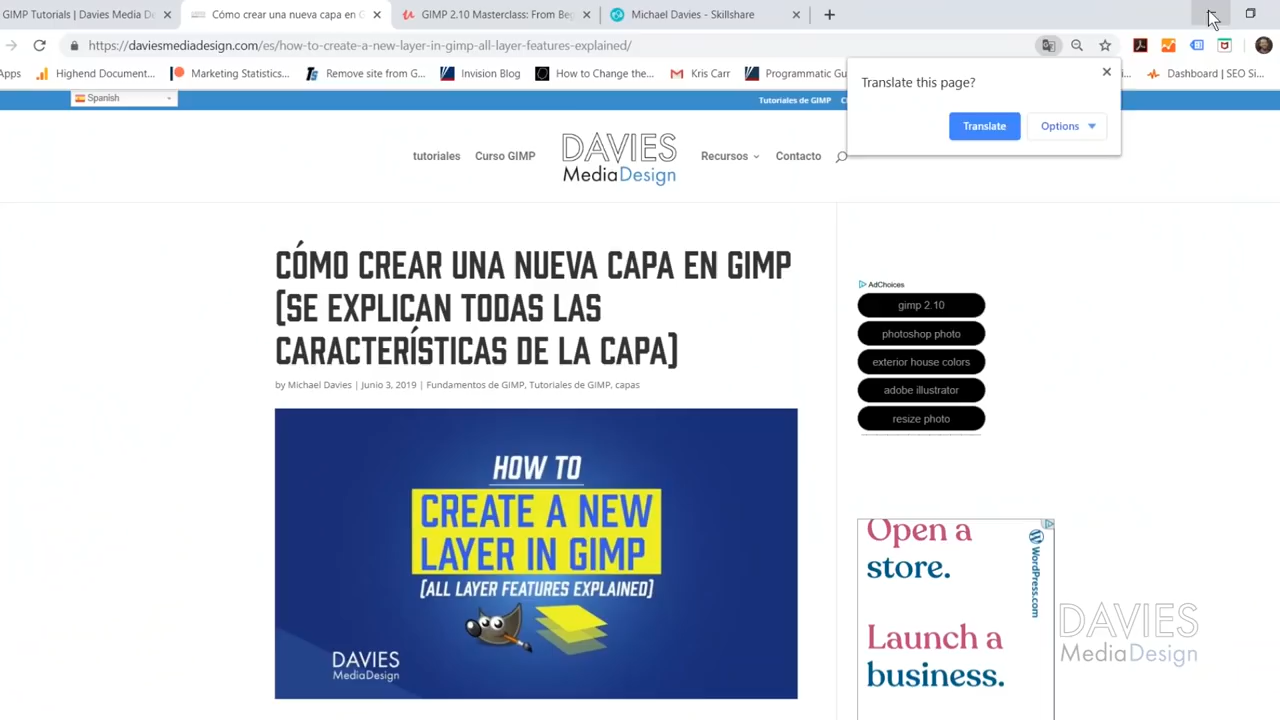 GIMP Tutorials | Davies Media De
Cómo crear una nueva capa en G
GIMP 2.10 Masterclass: From Beg
Michael Davies - Skillshare
https://daviesmediadesign.com/es/how-to-create-a-new-layer-in-gimp-all-layer-features-explained/
Apps
Highend Document...
Marketing Statistics...
Remove site from G...
Invision Blog
How to Change the...
Kris Carr
Programmatic Gu
Dashboard | SEO Si...
Translate this page?
Translate
Options
Spanish
Tutoriales de GIMP
tutoriales
Curso GIMP
DAVIES
MediaDesign
Recursos
Contacto
CÓMO CREAR UNA NUEVA CAPA EN GIMP
(SE EXPLICAN TODAS LAS
CARACTERÍSTICAS DE LA CAPA)
by Michael Davies | Junio 3, 2019 | Fundamentos de GIMP, Tutoriales de GIMP, capas
HOW TO
CREATE A NEW
LAYER IN GIMP
(ALL LAYER FEATURES EXPLAINED)
DAVIES
MediaDesign
AdChoices
gimp 2.10
photoshop photo
exterior house colors
adobe illustrator
resize photo
Open a
store.
Launch a
business.
WordPress.com
DAVIES
MediaDesign